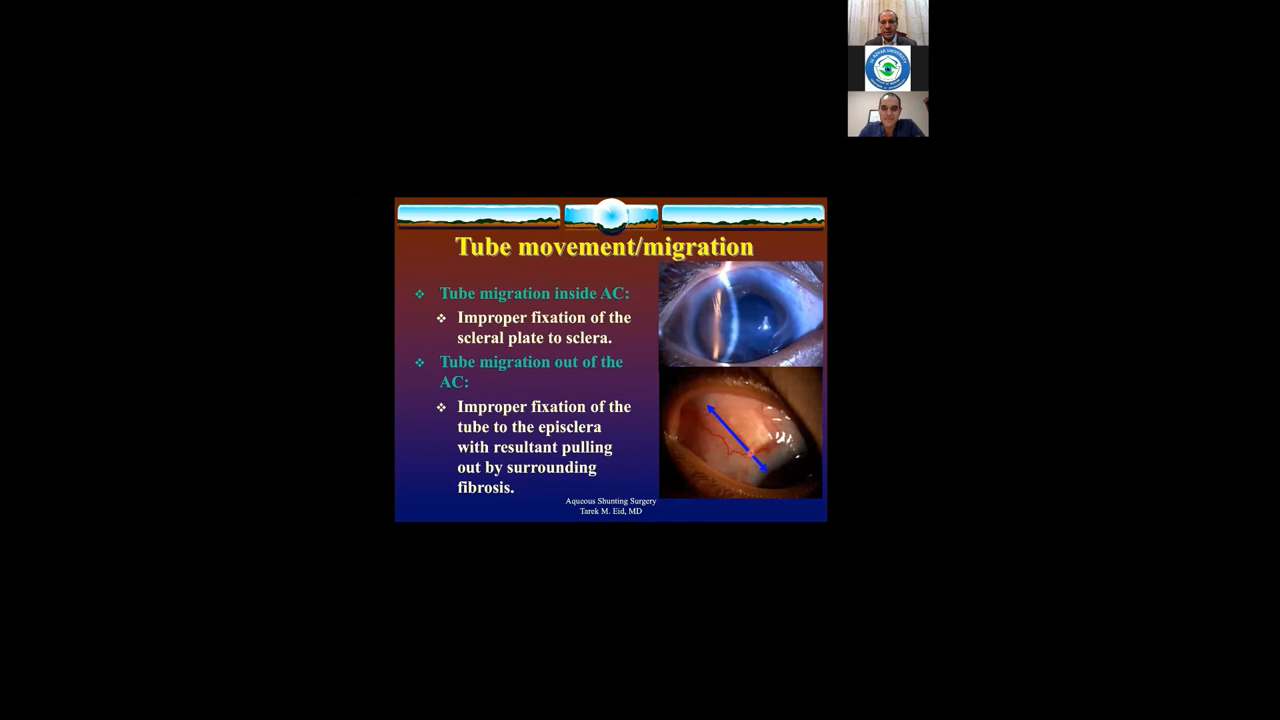 Tube movement/migration
❖ Tube migration inside AC:
❖ Improper fixation of the
scleral plate to sclera.
❖ Tube migration out of the
AC:
❖ Improper fixation of the
tube to the episclera
with resultant pulling
out by surrounding
fibrosis.
Aqueous Shunting Surgery
Tarek M. Eid, MD